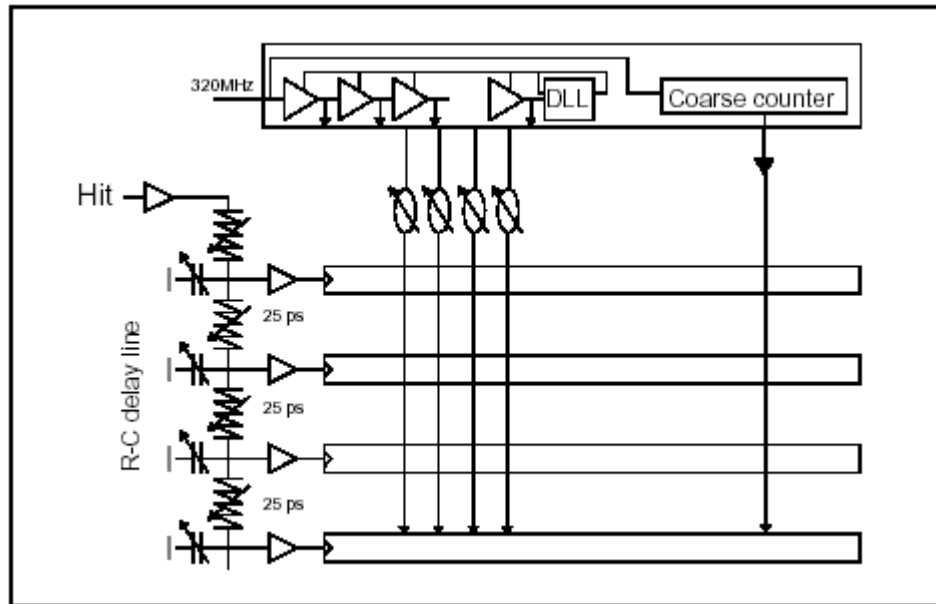 320MHz
DLL
Coarse counter
Hit
25 ps
25 ps
25 ps
R-C delay line